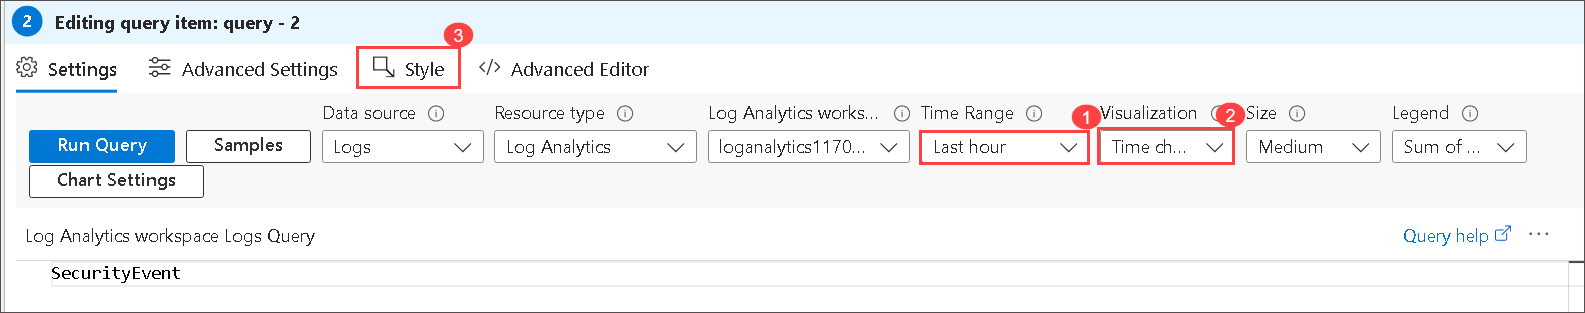 2 Editing query item: query - 2
3
Settings Advanced Settings Style </> Advanced Editor
Data source Resource type Log Analytics works... Time Range 1 Visualization 2 Size Legend
Run Query Samples Logs Log Analytics loganalytics1170... Last hour Time ch... Medium Sum of ...
Chart Settings
Log Analytics workspace Logs Query Query help ...
SecurityEvent